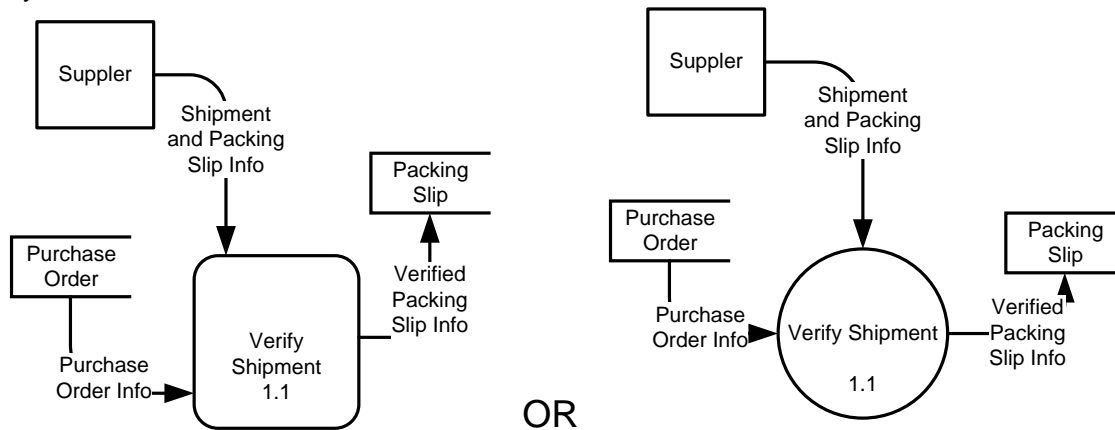 Suppler
Shipment
and Packing
Slip Info
Packing
Slip
Purchase
Order
Verified
Packing
Slip Info
Purchase
Order Info
Verify
Shipment
1.1
OR
Suppler
Shipment
and Packing
Slip Info
Purchase
Order
Packing
Slip
Purchase
Order Info
Verify Shipment
1.1
Verified
Packing
Slip Info